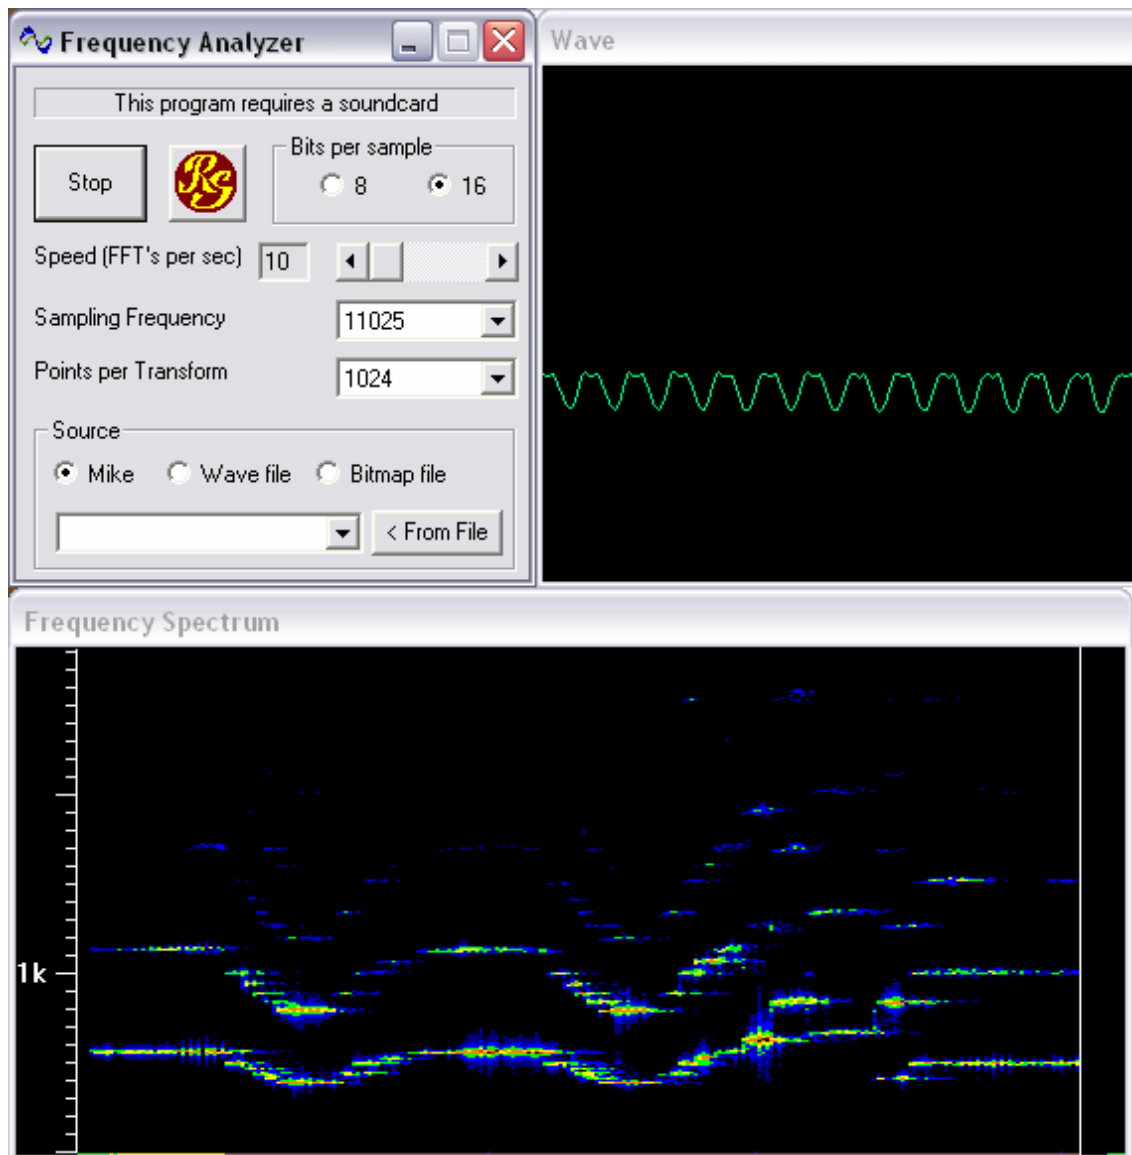 Frequency Analyzer
Wave
This program requires a soundcard
Stop
RG
Bits per sample
8
16
Speed (FFT's per sec)
10
Sampling Frequency
11025
Points per Transform
1024
Source
Mike
Wave file
Bitmap file
< From File
Frequency Spectrum
1k